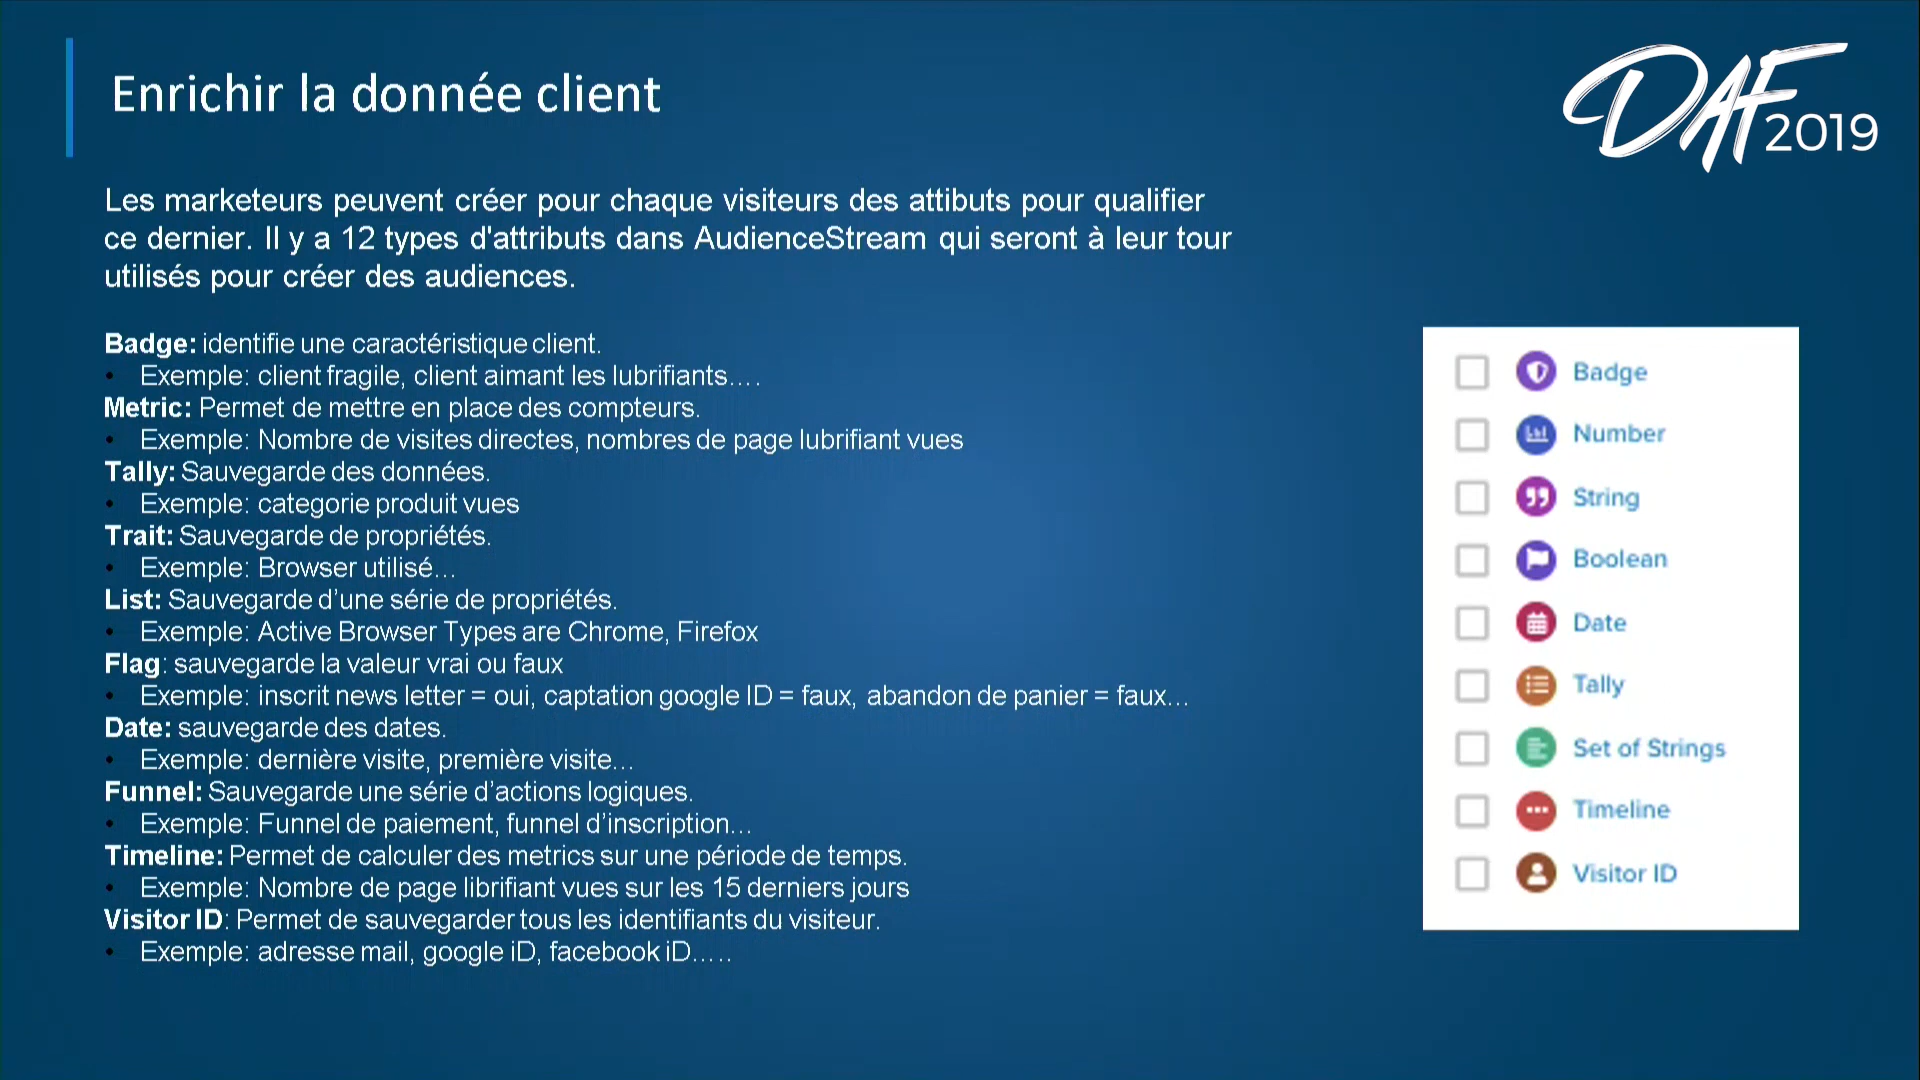 Enrichir la donnée client
DAF 2019
Les marketeurs peuvent créer pour chaque visiteurs des attibuts pour qualifier
ce dernier. Il y a 12 types d'attributs dans AudienceStream qui seront à leur tour
utilisés pour créer des audiences.
Badge: identifie une caractéristique client.
• Exemple: client fragile, client aimant les lubrifiants….
Metric: Permet de mettre en place des compteurs.
• Exemple: Nombre de visites directes, nombres de page lubrifiant vues
Tally: Sauvegarde des données.
• Exemple: categorie produit vues
Trait: Sauvegarde de propriétés.
• Exemple: Browser utilisé…
List: Sauvegarde d’une série de propriétés.
• Exemple: Active Browser Types are Chrome, Firefox
Flag: sauvegarde la valeur vrai ou faux
• Exemple: inscrit news letter = oui, captation google ID = faux, abandon de panier = faux…
Date: sauvegarde des dates.
• Exemple: dernière visite, première visite…
Funnel: Sauvegarde une série d’actions logiques.
• Exemple: Funnel de paiement, funnel d’inscription…
Timeline: Permet de calculer des metrics sur une période de temps.
• Exemple: Nombre de page librifiant vues sur les 15 derniers jours
Visitor ID: Permet de sauvegarder tous les identifiants du visiteur.
• Exemple: adresse mail, google iD, facebook iD…..
Badge
Number
String
Boolean
Date
Tally
Set of Strings
Timeline
Visitor ID